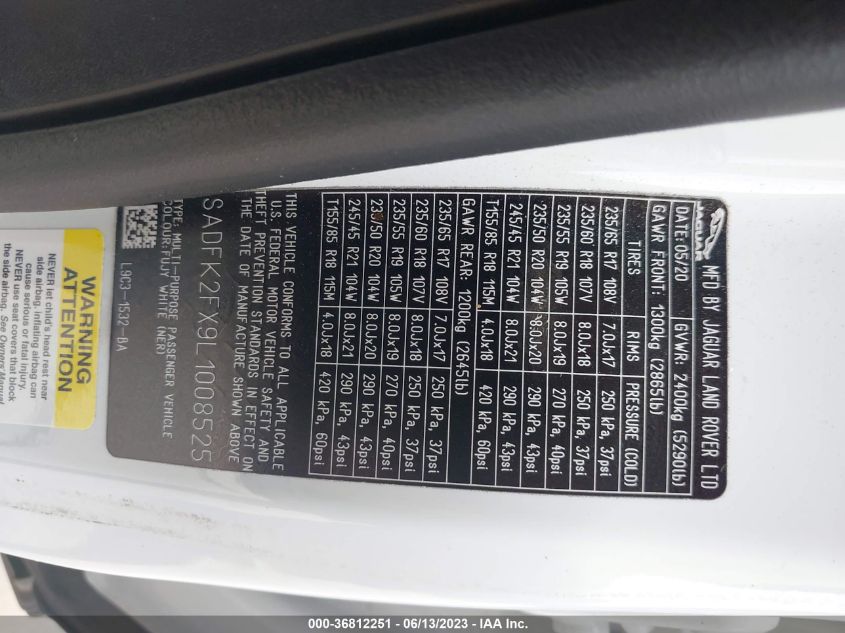 JAGUAR
MFD BY JAGUAR LAND ROVER LTD
DATE: 05/20 GVWR: 2400kg (5290lb)
GAWR FRONT: 1300kg (2865lb)
TIRES RIMS PRESSURE (COLD)
235/65 R17 108V 7.0Jx17 250 kPa, 37psi
235/60 R18 107V 8.0Jx18 250 kPa, 37psi
235/55 R19 105W 8.0Jx19 270 kPa, 40psi
235/50 R20 104W 8.0Jx20 290 kPa, 43psi
245/45 R21 104W 8.0Jx21 290 kPa, 43psi
T155/85 R18 115M 4.0Jx18 420 kPa, 60psi
GAWR REAR: 1200kg (2645lb)
235/65 R17 108V 7.0Jx17 250 kPa, 37psi
235/60 R18 107V 8.0Jx18 250 kPa, 37psi
235/55 R19 105W 8.0Jx19 270 kPa, 40psi
235/50 R20 104W 8.0Jx20 290 kPa, 43psi
245/45 R21 104W 8.0Jx21 290 kPa, 43psi
T155/85 R18 115M 4.0Jx18 420 kPa, 60psi
THIS VEHICLE CONFORMS TO ALL APPLICABLE
U.S. FEDERAL MOTOR VEHICLE SAFETY AND
THEFT PREVENTION STANDARDS IN EFFECT ON
THE DATE OF MANUFACTURE SHOWN ABOVE
SADFK2FX9L1008525
TYPE: MULTI-PURPOSE PASSENGER VEHICLE
COLOUR: FUJI WHITE (NER)
L9C3-1532-BA
WARNING
ATTENTION
NEVER let child's head rest near
side airbag, inflating airbag can
cause serious or fatal injury
NEVER use seat covers that block
the side airbag. See Owners Manual
000-36812251 - 06/13/2023 - IAA Inc.